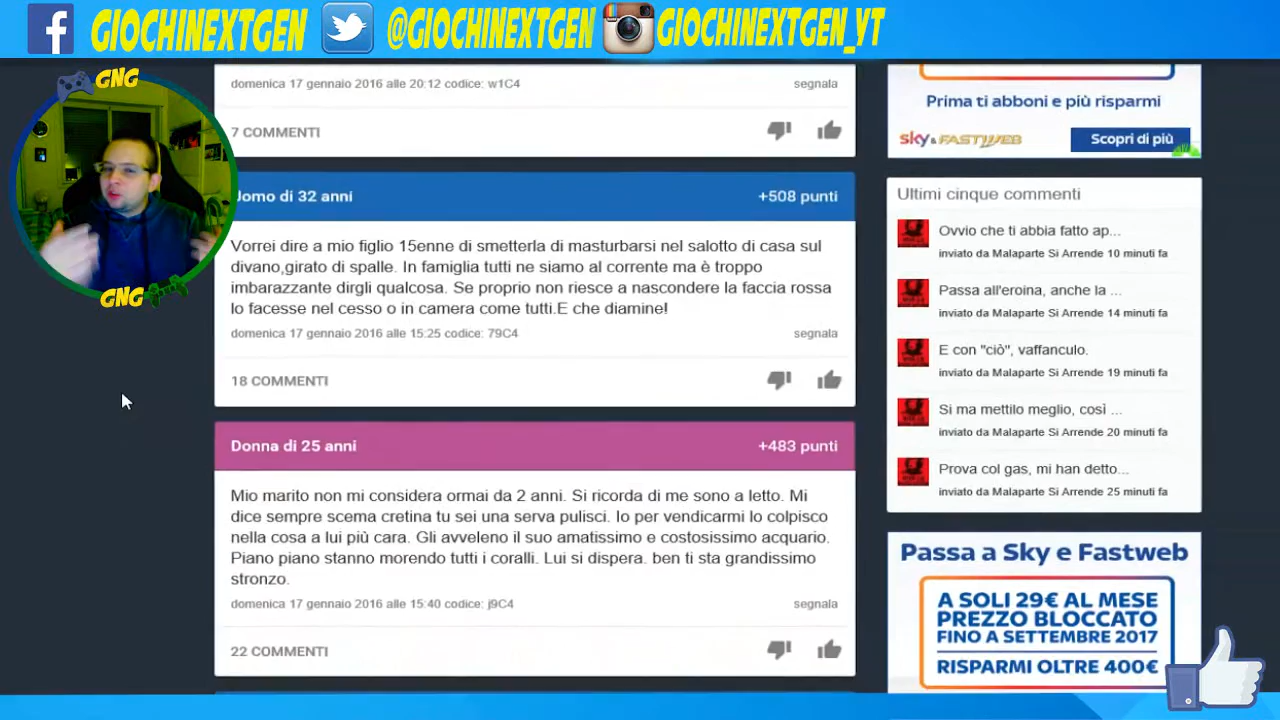 GIOCHINEXTGEN @GIOCHINEXTGEN GIOCHINEXTGEN_YT
GNG
GNG
domenica 17 gennaio 2016 alle 20:12 codice: w1C4 segnala
7 COMMENTI
Uomo di 32 anni +508 punti
Vorrei dire a mio figlio 15enne di smetterla di masturbarsi nel salotto di casa sul
divano,girato di spalle. In famiglia tutti ne siamo al corrente ma è troppo
imbarazzante dirgli qualcosa. Se proprio non riesce a nascondere la faccia rossa
lo facesse nel cesso o in camera come tutti.E che diamine!
domenica 17 gennaio 2016 alle 15:25 codice: 79C4 segnala
18 COMMENTI
Donna di 25 anni +483 punti
Mio marito non mi considera ormai da 2 anni. Si ricorda di me sono a letto. Mi
dice sempre scema cretina tu sei una serva pulisci. Io per vendicarmi lo colpisco
nella cosa a lui più cara. Gli avveleno il suo amatissimo e costosissimo acquario.
Piano piano stanno morendo tutti i coralli. Lui si dispera. ben ti sta grandissimo
stronzo.
domenica 17 gennaio 2016 alle 15:40 codice: j9C4 segnala
22 COMMENTI
Prima ti abboni e più risparmi
sky & FASTWEB Scopri di più
Ultimi cinque commenti
Ovvio che ti abbia fatto ap...
inviato da Malaparte Si Arrende 10 minuti fa
Passa all'eroina, anche la ...
inviato da Malaparte Si Arrende 14 minuti fa
E con "ciò", vaffanculo.
inviato da Malaparte Si Arrende 19 minuti fa
Si ma mettilo meglio, così ...
inviato da Malaparte Si Arrende 20 minuti fa
Prova col gas, mi han detto...
inviato da Malaparte Si Arrende 25 minuti fa
Passa a Sky e Fastweb
A SOLI 29€ AL MESE
PREZZO BLOCCATO
FINO A SETTEMBRE 2017
RISPARMI OLTRE 400€